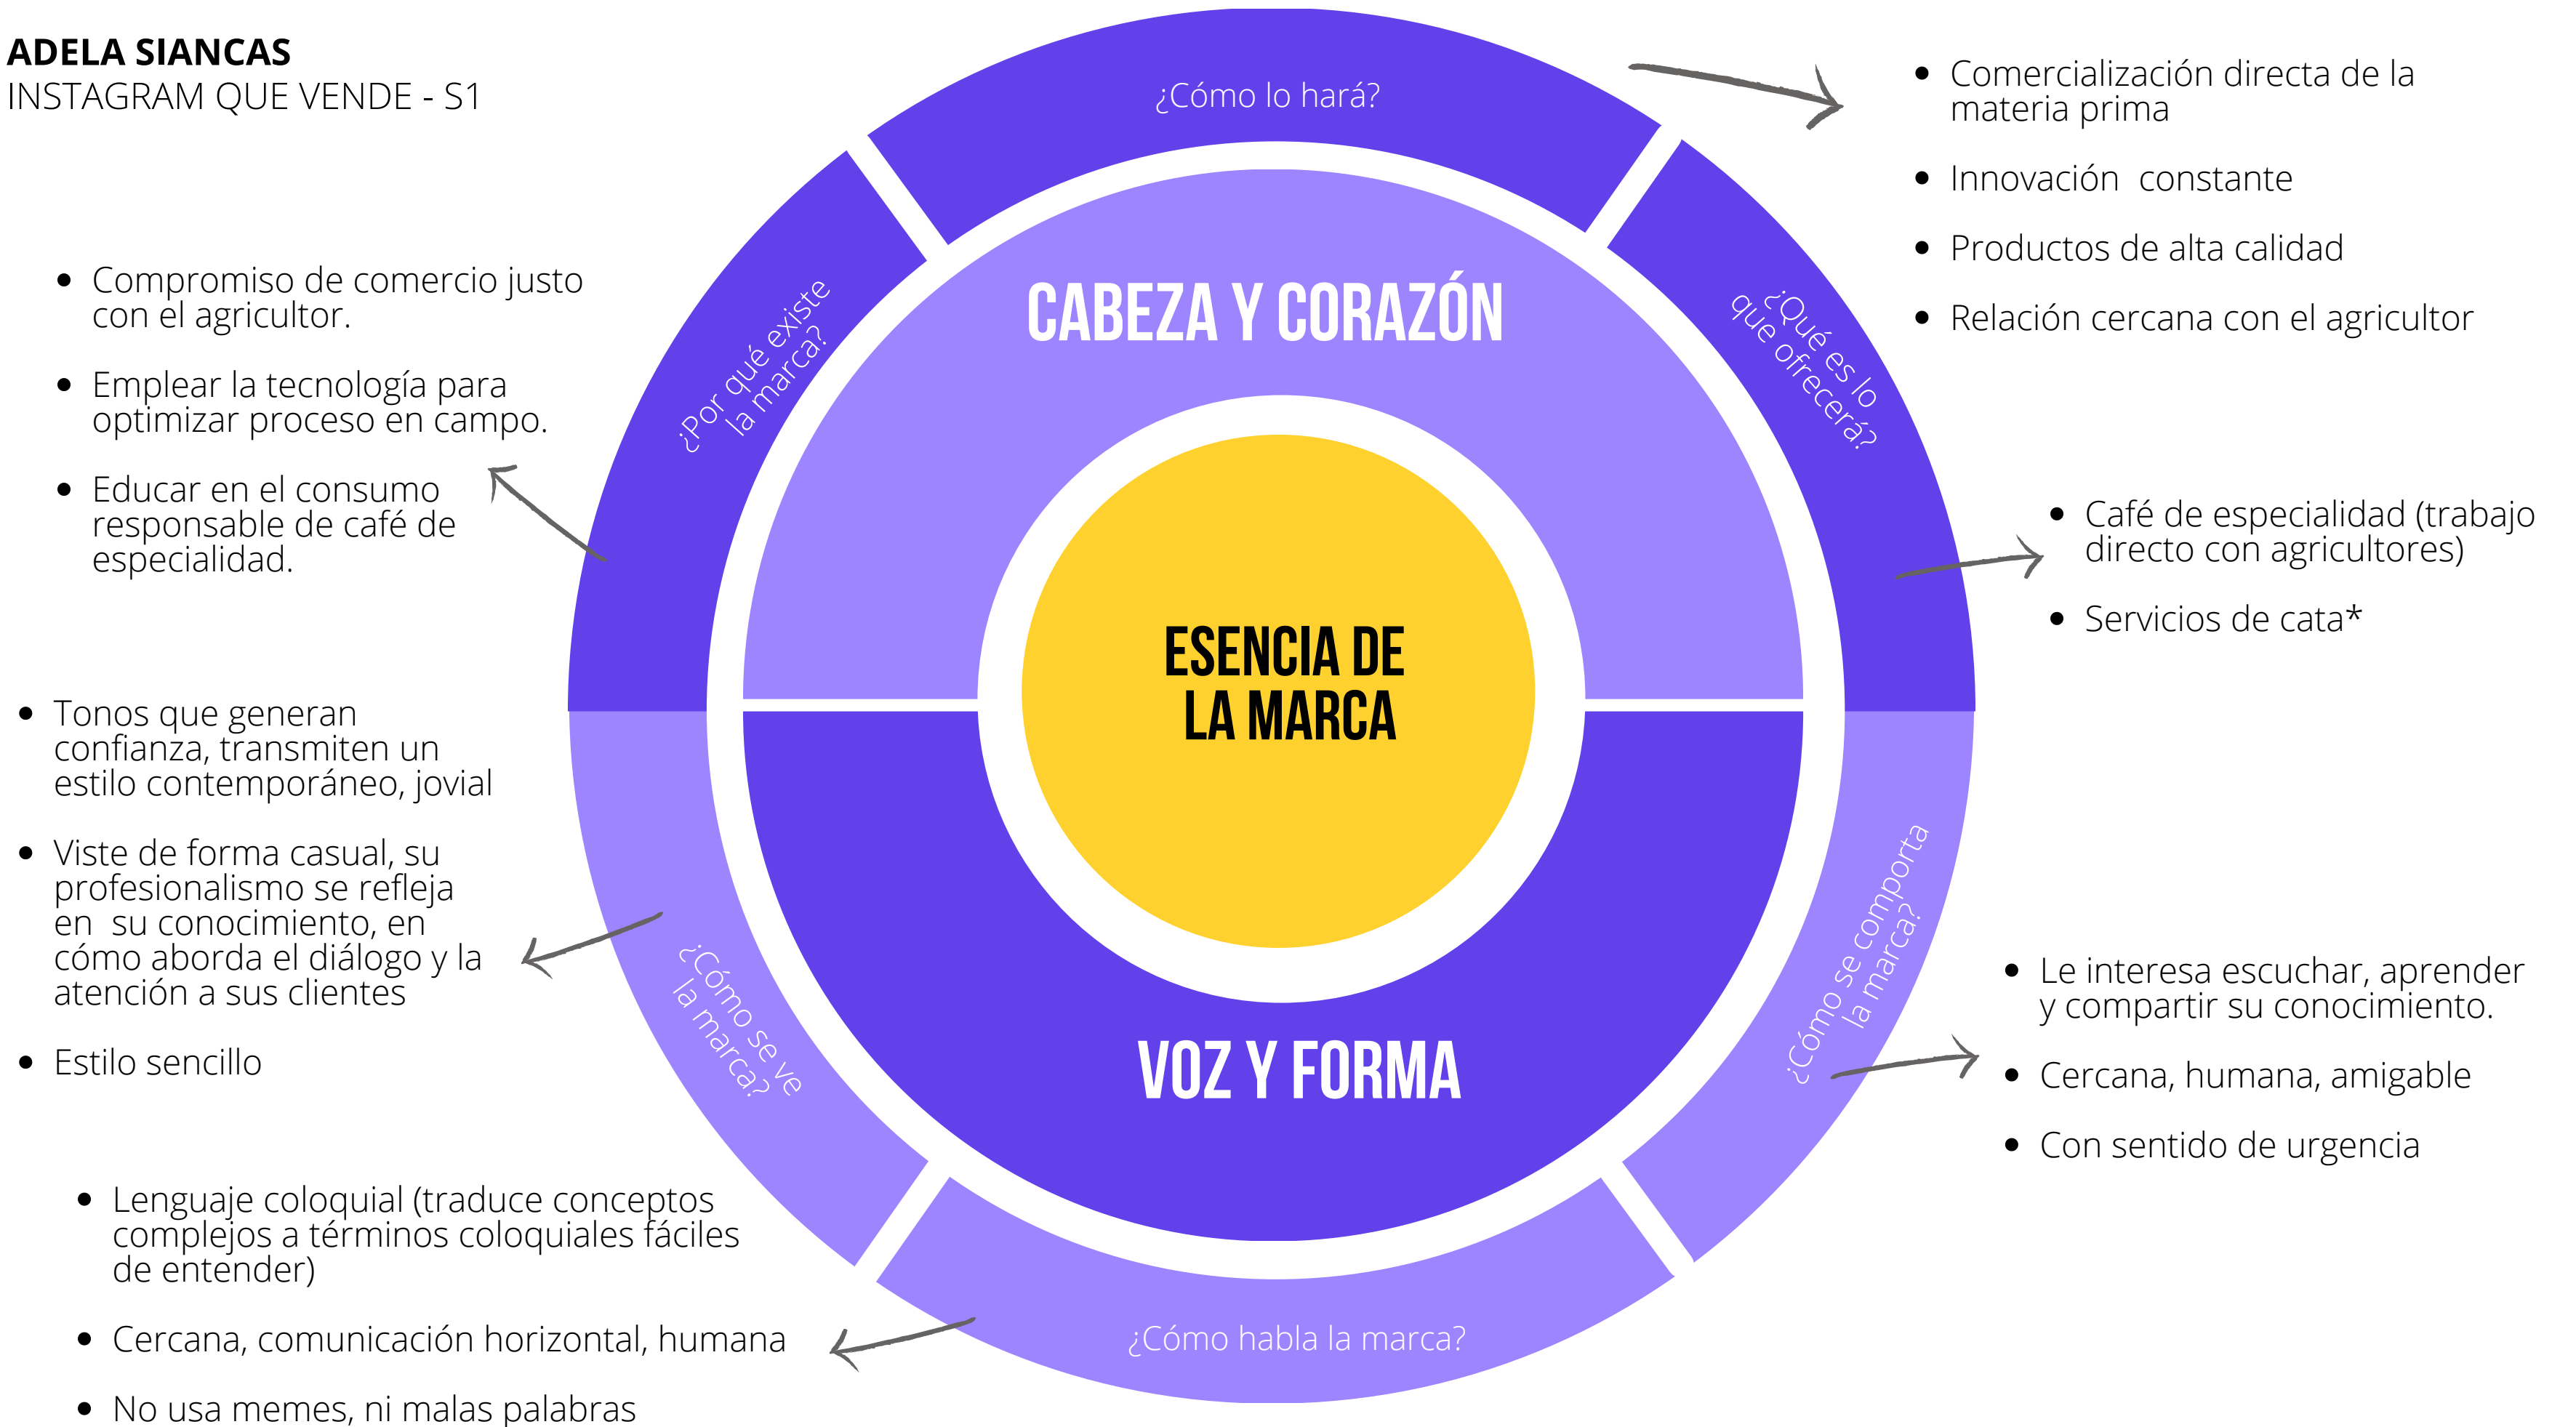 ADELA SIANCAS
INSTAGRAM QUE VENDE - S1
¿Cómo lo hará?
Comercialización directa de la
materia prima
Innovación  constante
Productos de alta calidad
Relación cercana con el agricultor
¿Por qué existe
la marca?
Compromiso de comercio justo
con el agricultor.
Emplear la tecnología para
optimizar proceso en campo.
Educar en el consumo
responsable de café de
especialidad.
CABEZA Y CORAZÓN
¿Qué es lo
que ofrecerá?
Café de especialidad (trabajo
directo con agricultores)
Servicios de cata*
ESENCIA DE
LA MARCA
Tonos que generan
confianza, transmiten un
estilo contemporáneo, jovial
Viste de forma casual, su
profesionalismo se refleja
en  su conocimiento, en
cómo aborda el diálogo y la
atención a sus clientes
Estilo sencillo
¿Cómo se ve
la marca?
VOZ Y FORMA
¿Cómo se comporta
la marca?
Le interesa escuchar, aprender
y compartir su conocimiento.
Cercana, humana, amigable
Con sentido de urgencia
Lenguaje coloquial (traduce conceptos
complejos a términos coloquiales fáciles
de entender)
Cercana, comunicación horizontal, humana
No usa memes, ni malas palabras
¿Cómo habla la marca?